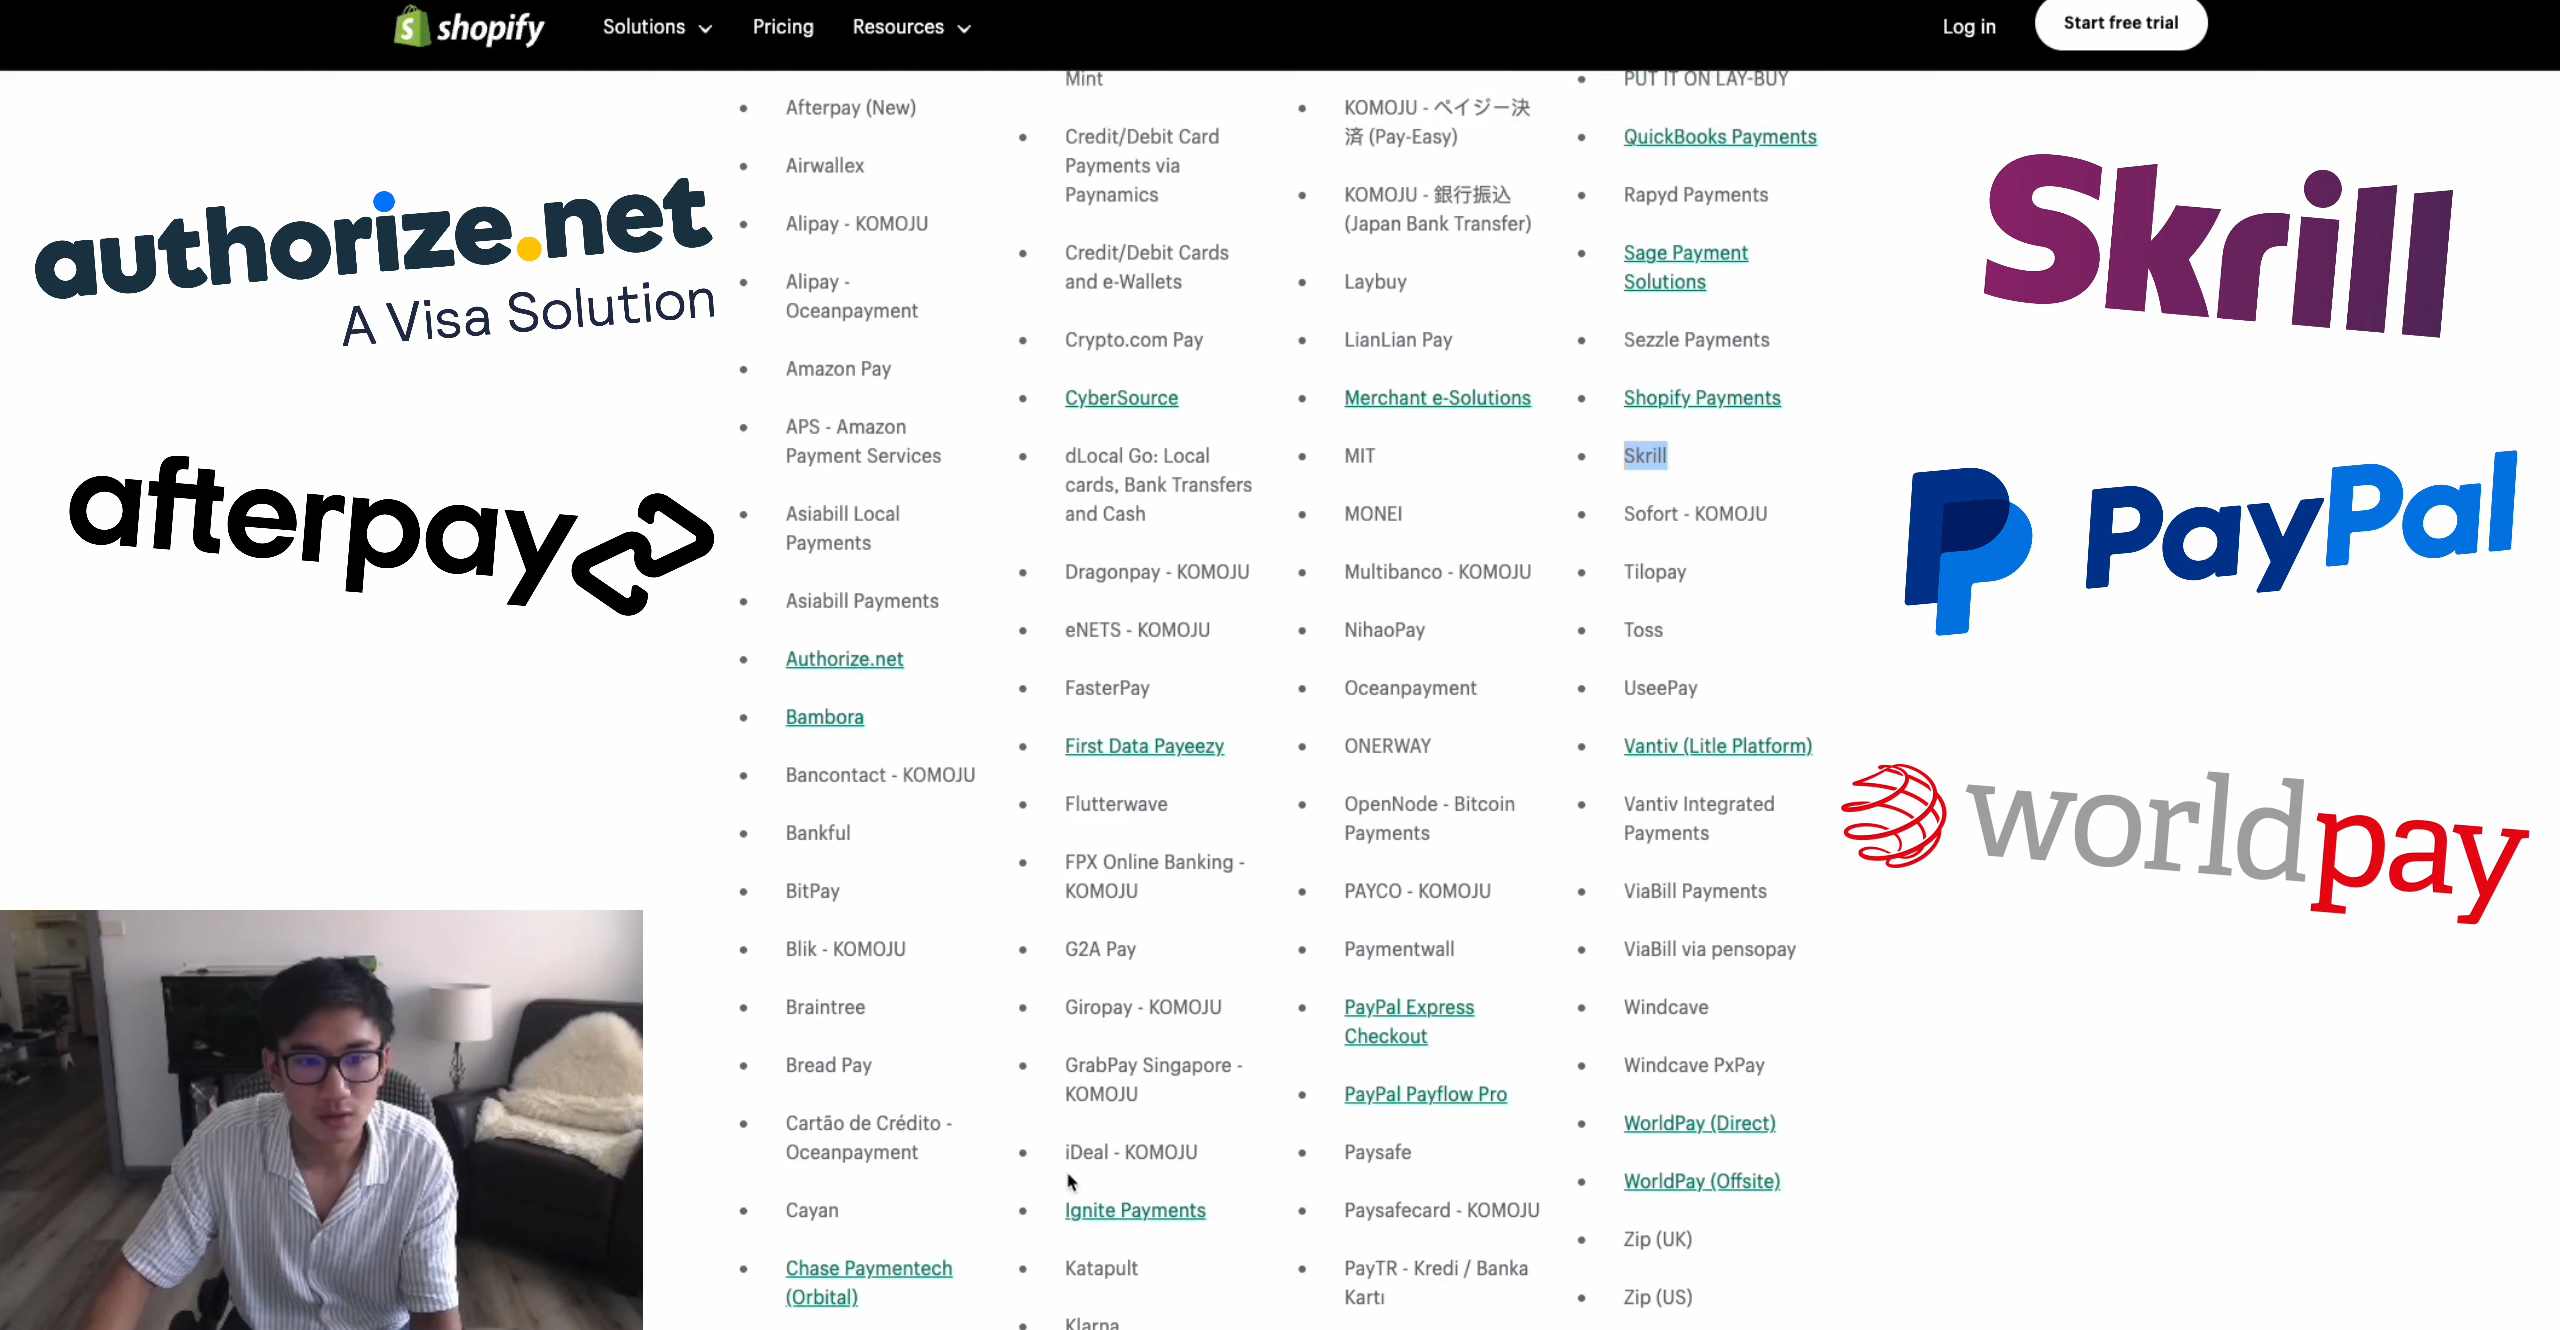 shopify
Solutions
Pricing
Resources
Log in
Start free trial
authorize.net
A Visa Solution
afterpay
Afterpay (New)
Airwallex
Alipay - KOMOJU
Alipay -
Oceanpayment
Amazon Pay
APS - Amazon
Payment Services
Asiabill Local
Payments
Asiabill Payments
Authorize.net
Bambora
Bancontact - KOMOJU
Bankful
BitPay
Blik - KOMOJU
Braintree
Bread Pay
Cartão de Crédito -
Oceanpayment
Cayan
Chase Paymentech
(Orbital)
Mint
Credit/Debit Card
Payments via
Paynamics
Credit/Debit Cards
and e-Wallets
Crypto.com Pay
CyberSource
dLocal Go: Local
cards, Bank Transfers
and Cash
Dragonpay - KOMOJU
eNETS - KOMOJU
FasterPay
First Data Payeezy
Flutterwave
FPX Online Banking -
KOMOJU
G2A Pay
Giropay - KOMOJU
GrabPay Singapore -
KOMOJU
iDeal - KOMOJU
Ignite Payments
Katapult
Klarna
KOMOJU - ペイジー決
済 (Pay-Easy)
KOMOJU - 銀行振込
(Japan Bank Transfer)
Laybuy
LianLian Pay
Merchant e-Solutions
MIT
MONEI
Multibanco - KOMOJU
NihaoPay
Oceanpayment
ONERWAY
OpenNode - Bitcoin
Payments
PAYCO - KOMOJU
Paymentwall
PayPal Express
Checkout
PayPal Payflow Pro
Paysafe
Paysafecard - KOMOJU
PayTR - Kredi / Banka
Kartı
PUT IT ON LAY-BUY
QuickBooks Payments
Rapyd Payments
Sage Payment
Solutions
Sezzle Payments
Shopify Payments
Skrill
Sofort - KOMOJU
Tilopay
Toss
UseePay
Vantiv (Litle Platform)
Vantiv Integrated
Payments
ViaBill Payments
ViaBill via pensopay
Windcave
Windcave PxPay
WorldPay (Direct)
WorldPay (Offsite)
Zip (UK)
Zip (US)
Skrill
PayPal
worldpay